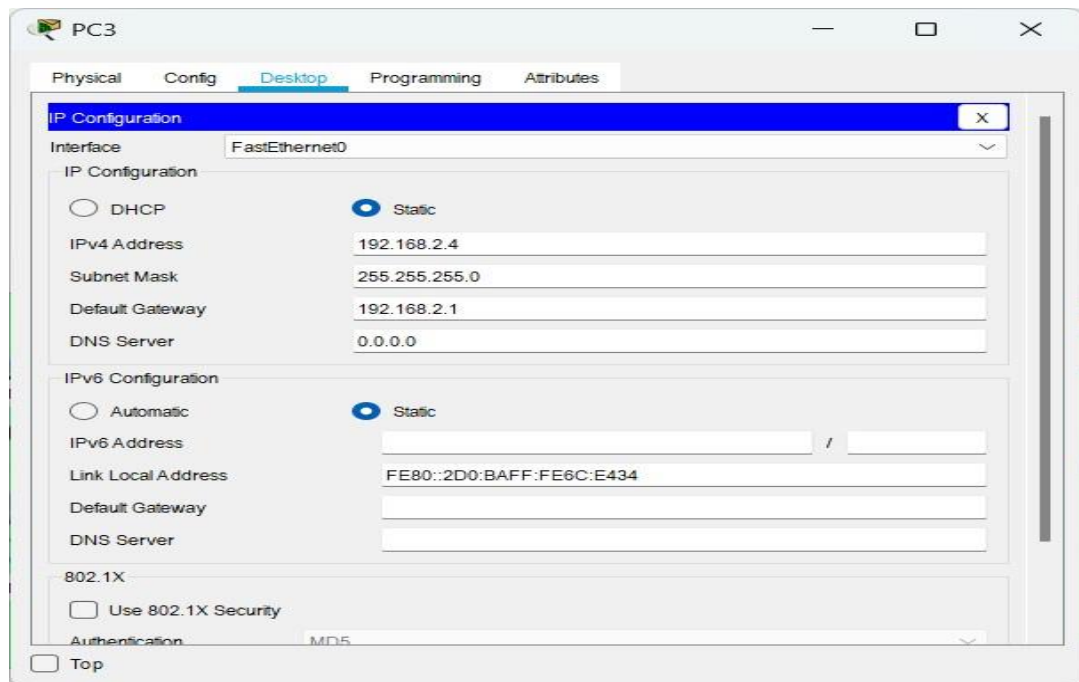 PC3
Physical Config Desktop Programming Attributes
IP Configuration X
Interface FastEthernet0
IP Configuration
DHCP Static
IPv4 Address 192.168.2.4
Subnet Mask 255.255.255.0
Default Gateway 192.168.2.1
DNS Server 0.0.0.0
IPv6 Configuration
Automatic Static
IPv6 Address /
Link Local Address FE80::2D0:BAFF:FE6C:E434
Default Gateway
DNS Server
802.1X
Use 802.1X Security
Authentication MD5
Top